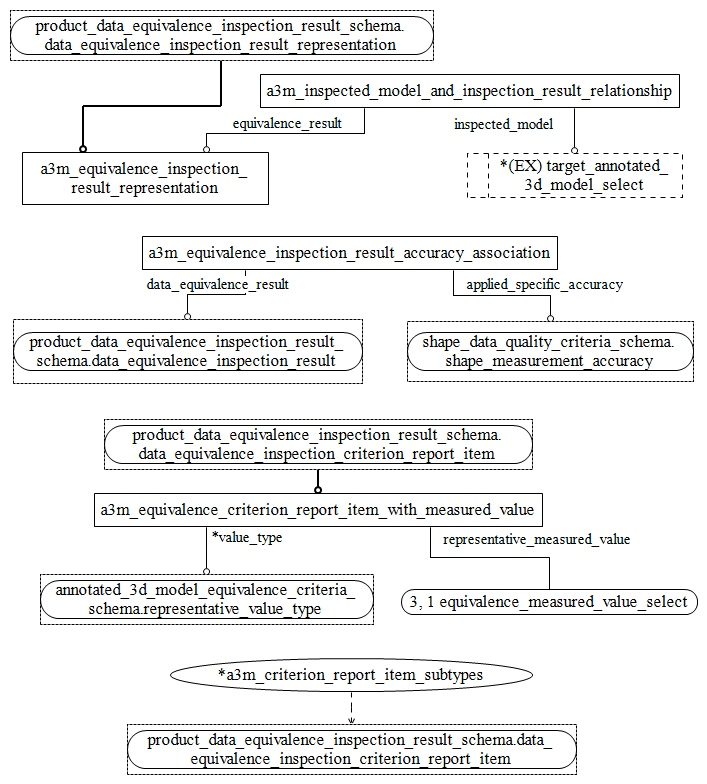 product_data_equivalence_inspection_result_schema.
data_equivalence_inspection_result_representation
a3m_inspected_model_and_inspection_result_relationship
equivalence_result
inspected_model
a3m_equivalence_inspection_
result_representation
*(EX) target_annotated_
3d_model_select
a3m_equivalence_inspection_result_accuracy_association
data_equivalence_result
applied_specific_accuracy
product_data_equivalence_inspection_result_
schema.data_equivalence_inspection_result
shape_data_quality_criteria_schema.
shape_measurement_accuracy
product_data_equivalence_inspection_result_schema.
data_equivalence_inspection_criterion_report_item
a3m_equivalence_criterion_report_item_with_measured_value
*value_type
representative_measured_value
annotated_3d_model_equivalence_criteria_
schema.representative_value_type
3, 1 equivalence_measured_value_select
*a3m_criterion_report_item_subtypes
product_data_equivalence_inspection_result_schema.data_
equivalence_inspection_criterion_report_item